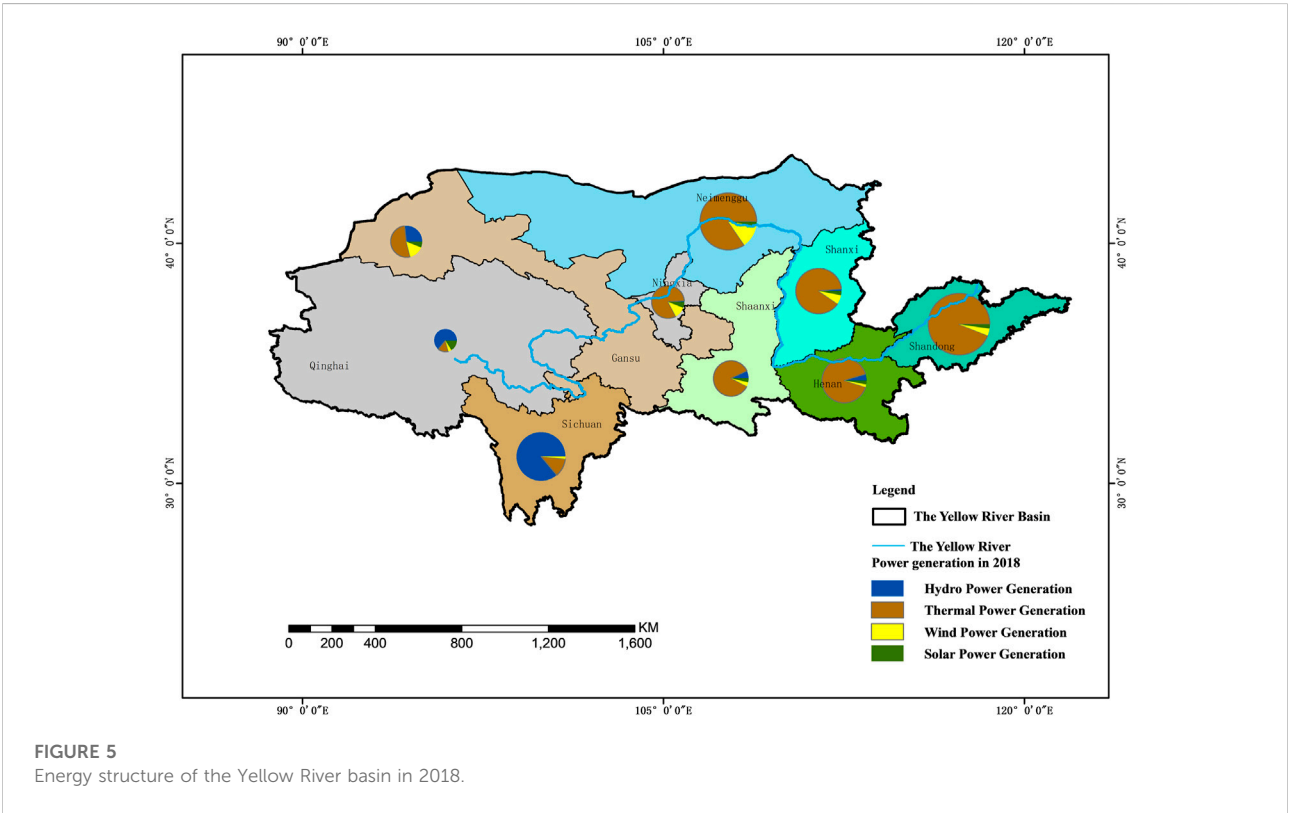 90° 0′0″E
105° 0′0″E
120° 0′0″E
40° 0′0″N
40° 0′0″N
Neimenggu
Shanxi
Ningxia
Shaanxi
Shandong
Qinghai
Gansu
Henan
Sichuan
30° 0′0″N
30° 0′0″N
Legend
The Yellow River Basin
The Yellow River
Power generation in 2018
Hydro Power Generation
Thermal Power Generation
Wind Power Generation
Solar Power Generation
KM
0 200 400 800 1,200 1,600
90° 0′0″E
105° 0′0″E
120° 0′0″E
FIGURE 5
Energy structure of the Yellow River basin in 2018.